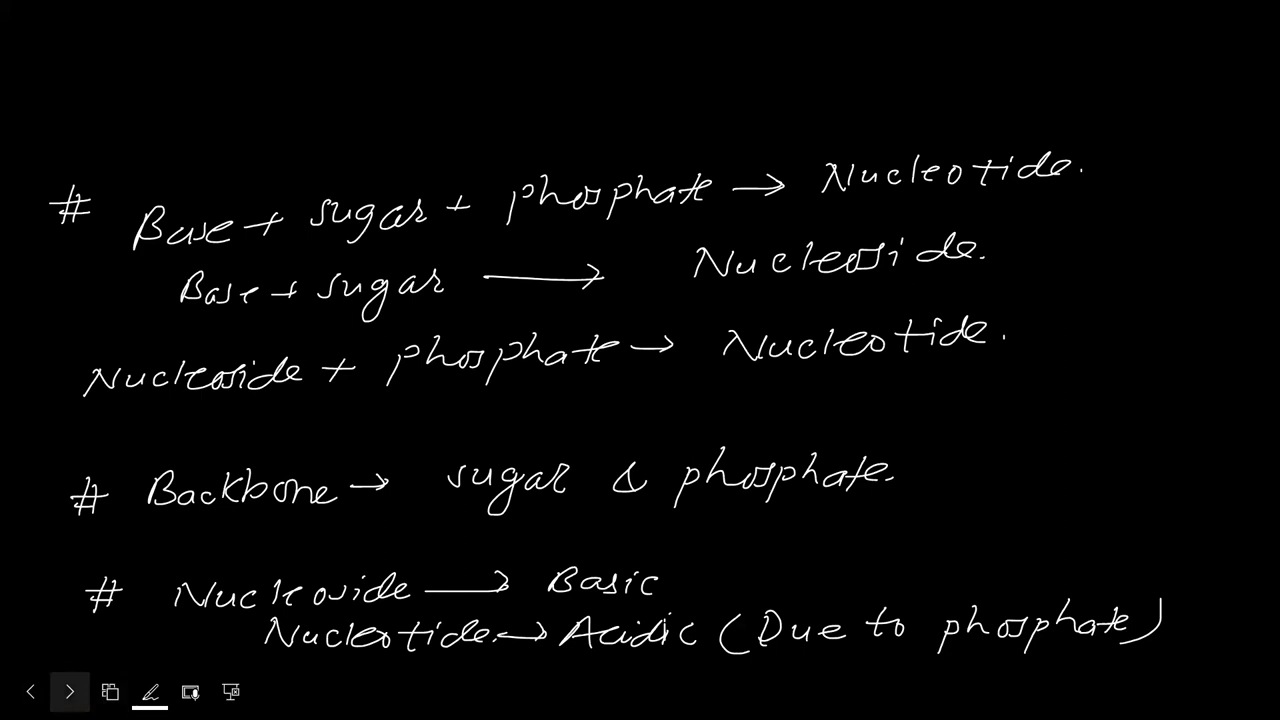 # Base + sugar + phosphate → Nucleotide.
Base + sugar → Nucleoside.
Nucleoside + phosphate → Nucleotide.
# Backbone → sugar & phosphate.
# Nucleoside → Basic
Nucleotide → Acidic (Due to phosphate)